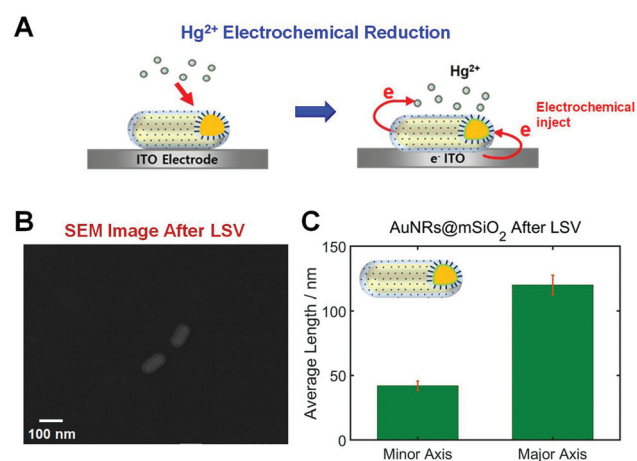 A
Hg²⁺ Electrochemical Reduction
ITO Electrode
Hg²⁺
e
e
Electrochemical
inject
e⁻ ITO
B
SEM Image After LSV
100 nm
C
AuNRs@mSiO₂ After LSV
Average Length / nm
150
100
50
0
Minor Axis
Major Axis